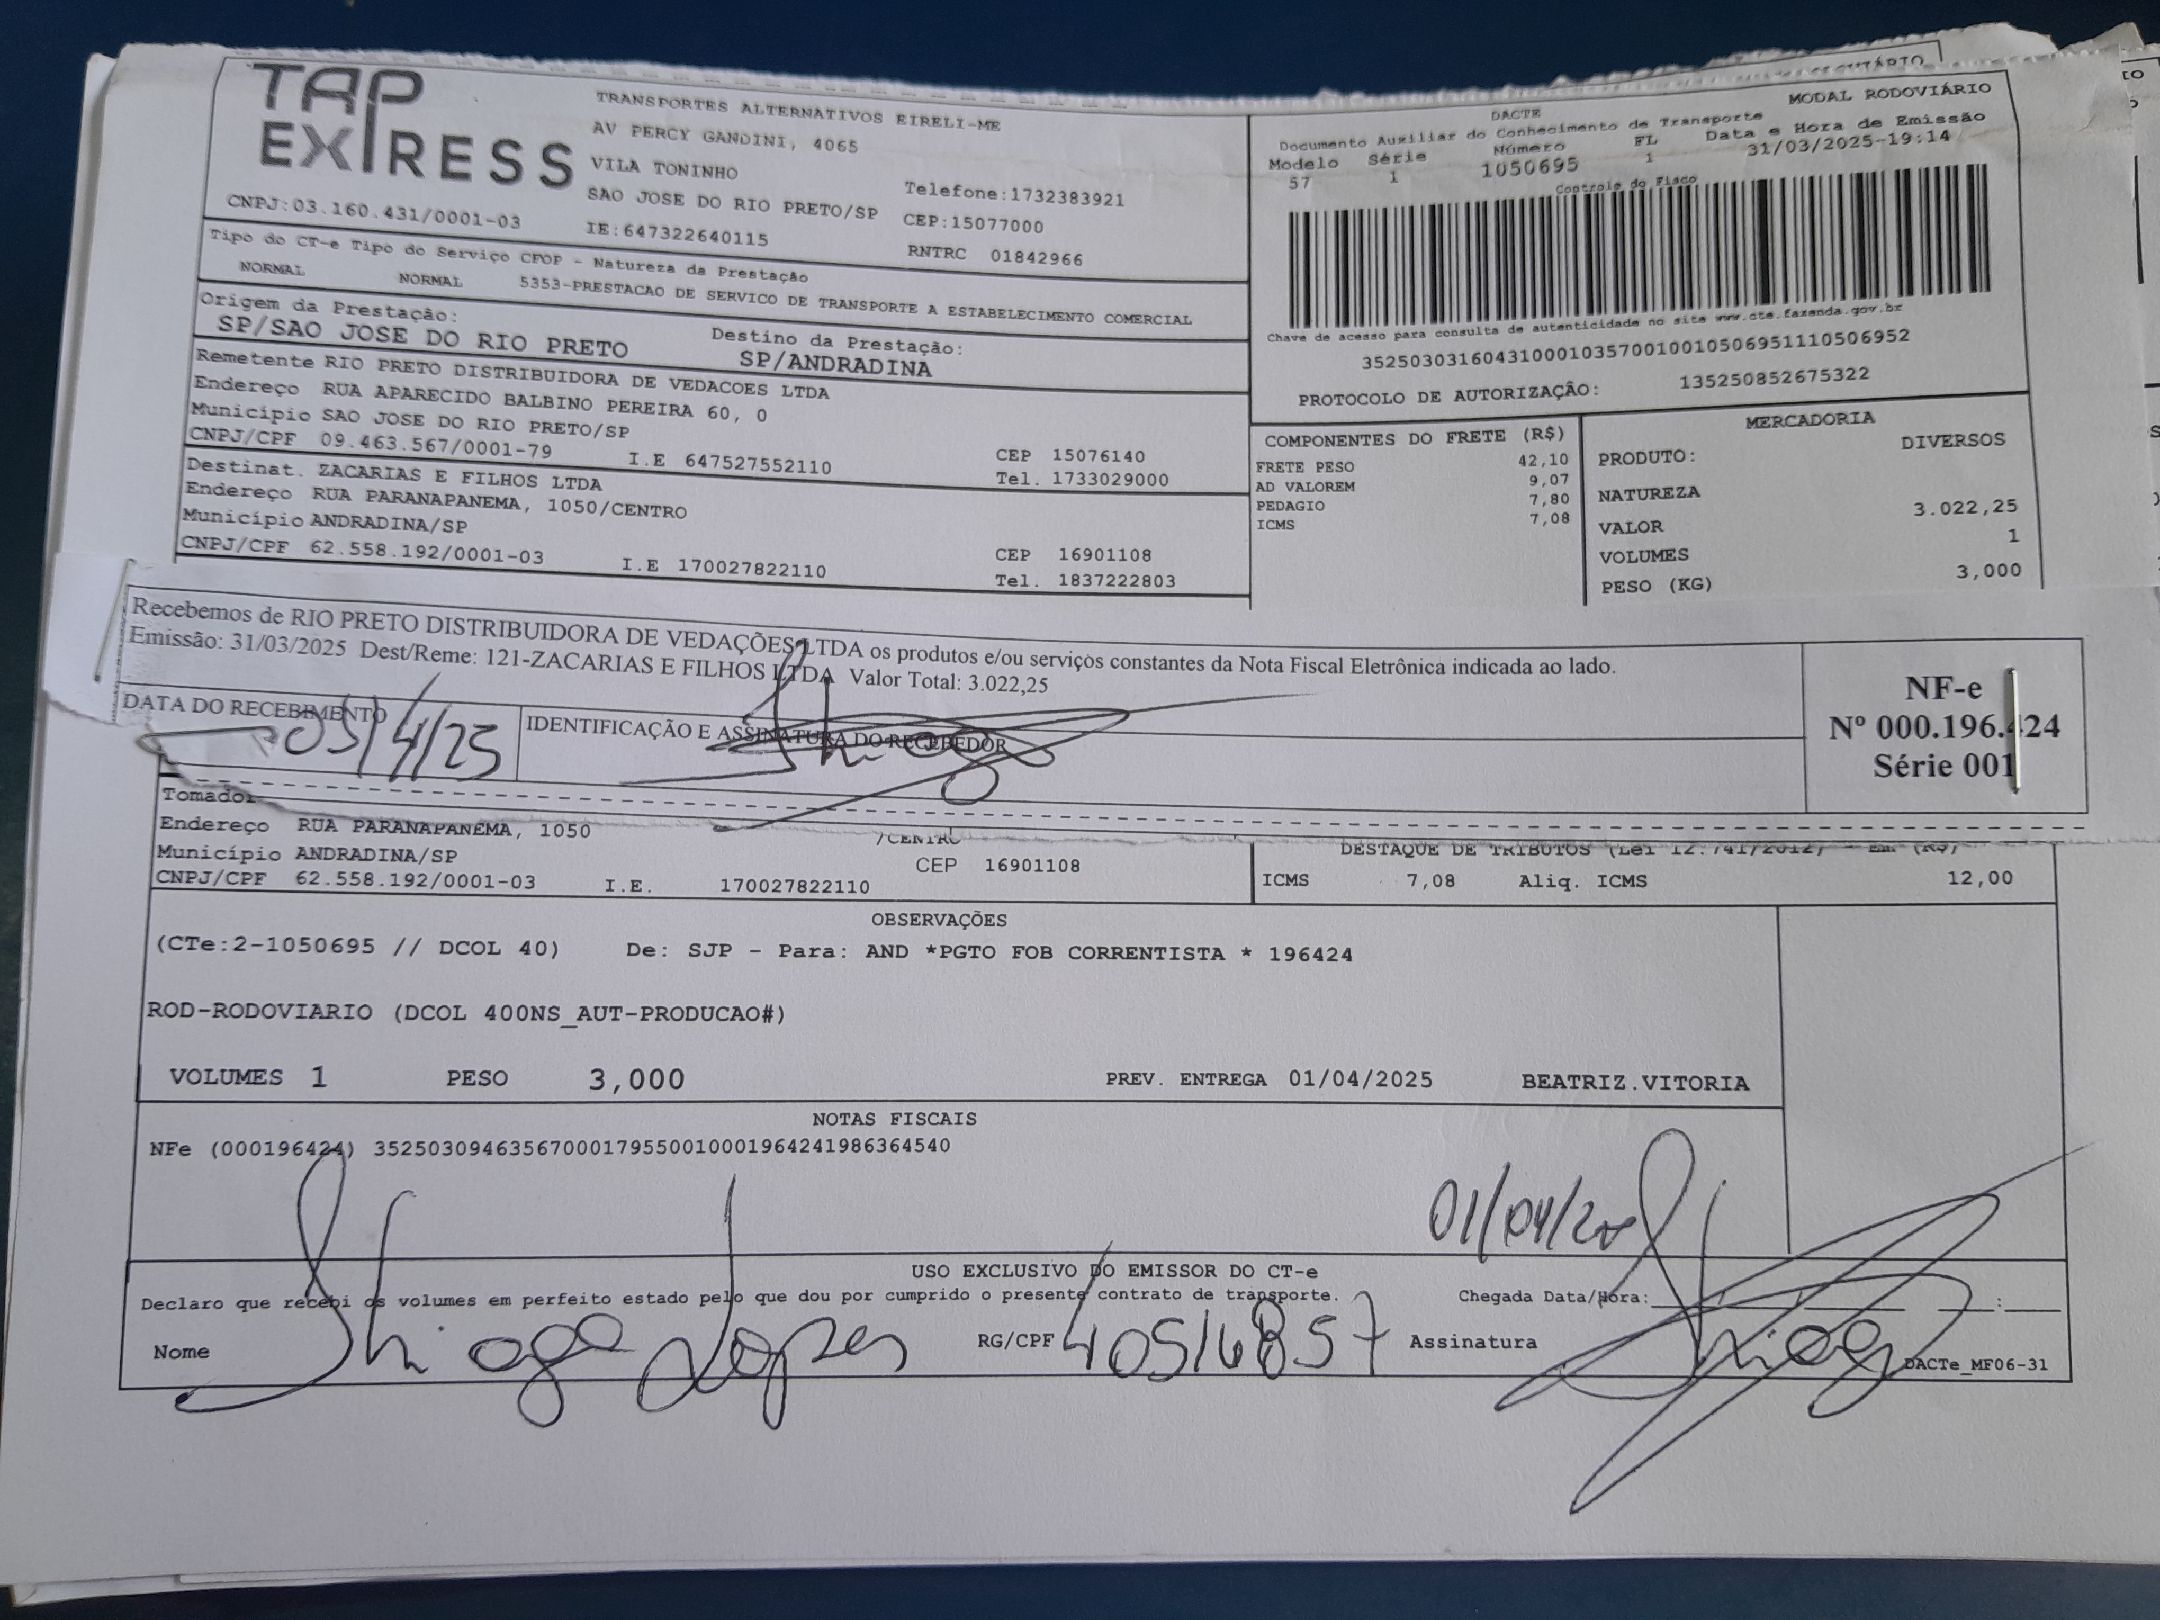 TAP EXPRESS
TRANSPORTES ALTERNATIVOS EIRELI-ME
AV PERCY GANDINI, 4065
VILA TONINHO
SAO JOSE DO RIO PRETO/SP
Telefone:1732383921
CEP:15077000
CNPJ:03.160.431/0001-03
IE:647322640115
RNTRC 01842966
DACTE
MODAL RODOVIÁRIO
Documento Auxiliar do Conhecimento de Transporte
Modelo Série Número FL Data e Hora de Emissão
57 1 1050695 1 31/03/2025-19:14
Controle do Fisco
Chave de acesso para consulta de autenticidade no site www.cte.fazenda.gov.br
35250303160431000103570010010506951110506952
PROTOCOLO DE AUTORIZAÇÃO: 135250852675322
Tipo do CT-e Tipo do Serviço CFOP - Natureza da Prestação
NORMAL NORMAL 5353-PRESTACAO DE SERVICO DE TRANSPORTE A ESTABELECIMENTO COMERCIAL
Origem da Prestação: Destino da Prestação:
SP/SAO JOSE DO RIO PRETO SP/ANDRADINA
Remetente RIO PRETO DISTRIBUIDORA DE VEDACOES LTDA
Endereço RUA APARECIDO BALBINO PEREIRA 60, 0
Município SAO JOSE DO RIO PRETO/SP CEP 15076140
CNPJ/CPF 09.463.567/0001-79 I.E 647527552110 Tel. 1733029000
Destinat. ZACARIAS E FILHOS LTDA
Endereço RUA PARANAPANEMA, 1050/CENTRO
Município ANDRADINA/SP CEP 16901108
CNPJ/CPF 62.558.192/0001-03 I.E 170027822110 Tel. 1837222803
COMPONENTES DO FRETE (R$)
FRETE PESO 42,10
AD VALOREM 9,07
PEDAGIO 7,80
ICMS 7,08
MERCADORIA
PRODUTO: DIVERSOS
NATUREZA
VALOR 3.022,25
VOLUMES 1
PESO (KG) 3,000
Recebemos de RIO PRETO DISTRIBUIDORA DE VEDAÇÕES LTDA os produtos e/ou serviços constantes da Nota Fiscal Eletrônica indicada ao lado.
Emissão: 31/03/2025 Dest/Reme: 121-ZACARIAS E FILHOS LTDA Valor Total: 3.022,25
DATA DO RECEBIMENTO
IDENTIFICAÇÃO E ASSINATURA DO RECEBEDOR
/4/25
NF-e
Nº 000.196.424
Série 001
Tomador
Endereço RUA PARANAPANEMA, 1050 /CENTRO
Município ANDRADINA/SP CEP 16901108
CNPJ/CPF 62.558.192/0001-03 I.E. 170027822110
DESTAQUE DE TRIBUTOS (Lei 12.741/2012) - Em (R$)
ICMS 7,08 Aliq. ICMS 12,00
OBSERVAÇÕES
(CTe:2-1050695 // DCOL 40) De: SJP - Para: AND *PGTO FOB CORRENTISTA * 196424
ROD-RODOVIARIO (DCOL 400NS_AUT-PRODUCAO#)
VOLUMES 1 PESO 3,000 PREV. ENTREGA 01/04/2025 BEATRIZ.VITORIA
NOTAS FISCAIS
NFe (000196424) 35250309463567000179550010001964241986364540
01/04/20
USO EXCLUSIVO DO EMISSOR DO CT-e
Declaro que recebi os volumes em perfeito estado pelo que dou por cumprido o presente contrato de transporte. Chegada Data/Hora:
Nome Lopes RG/CPF 40516857 Assinatura
DACTe_MF06-31